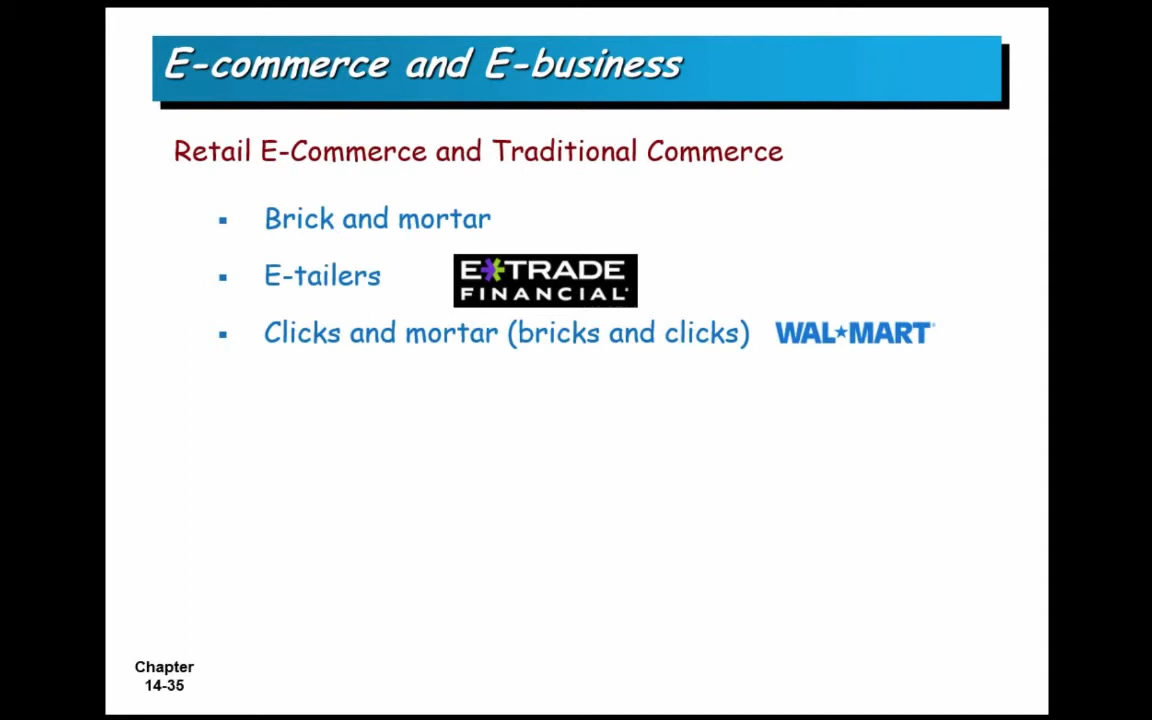 E-commerce and E-business
Retail E-Commerce and Traditional Commerce
▪ Brick and mortar
▪ E-tailers
E*TRADE
FINANCIAL
▪ Clicks and mortar (bricks and clicks)
WAL★MART
Chapter
14-35